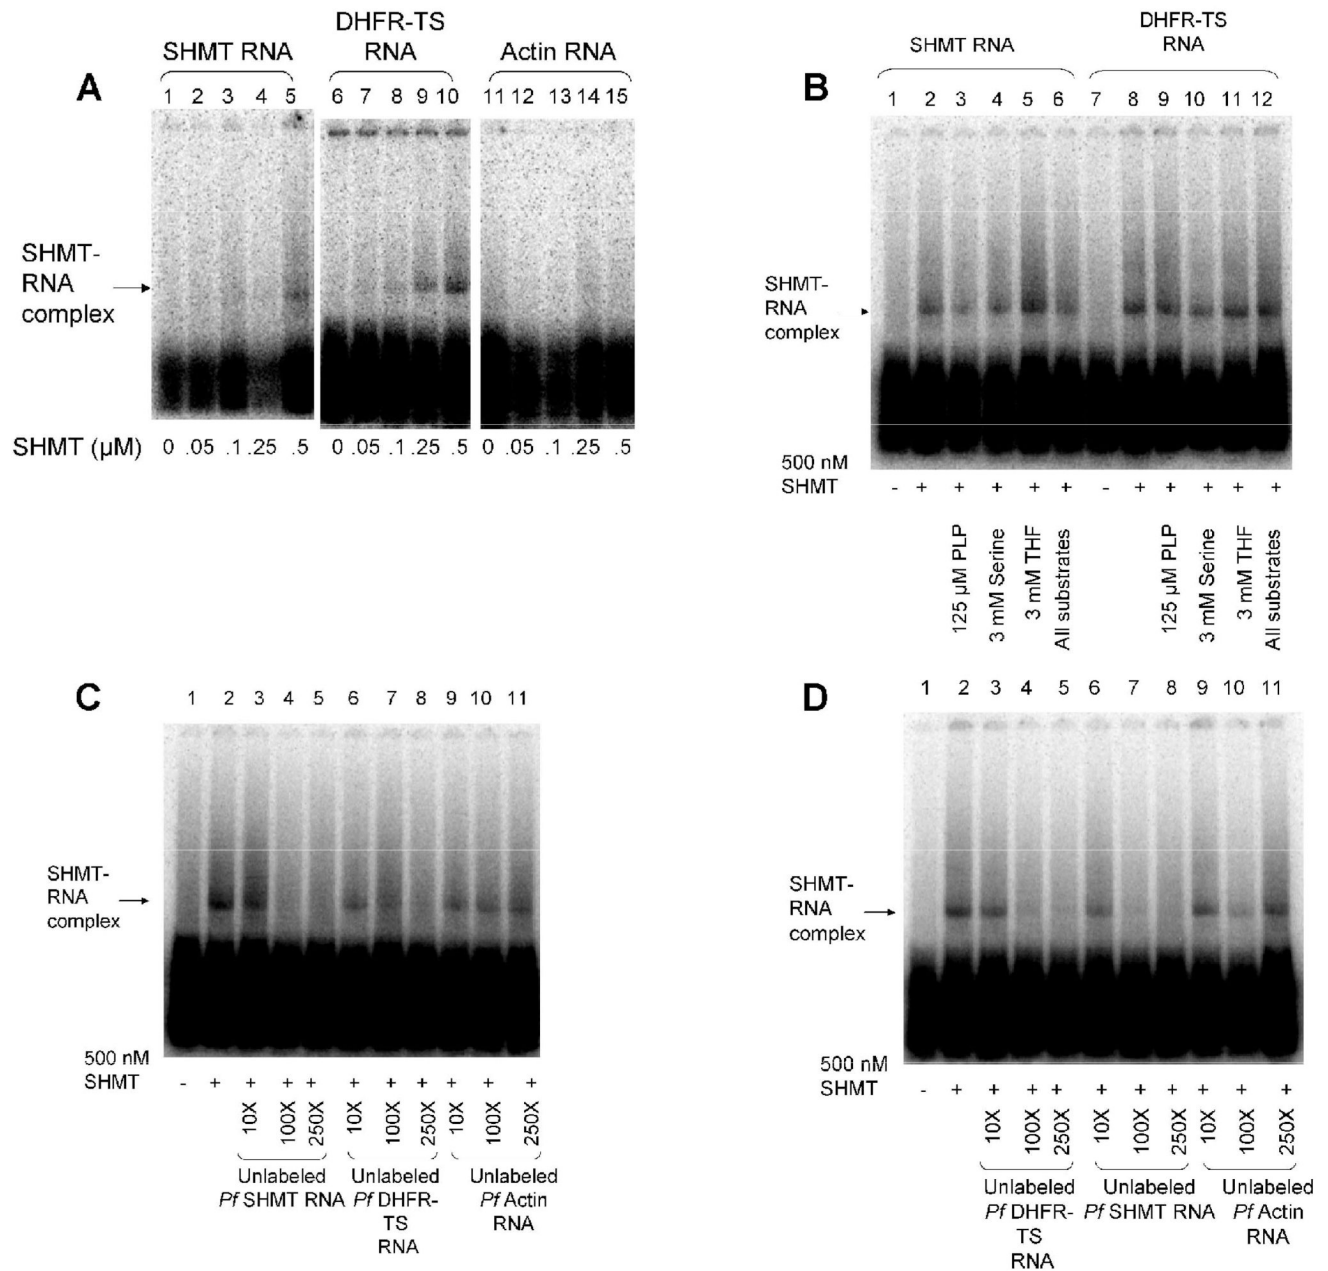 DHFR-TS
SHMT RNA RNA Actin RNA
A
1 2 3 4 5 6 7 8 9 10 11 12 13 14 15
SHMT-
RNA
complex
SHMT (µM) 0 .05 .1 .25 .5 0 .05 .1 .25 .5 0 .05 .1 .25 .5
DHFR-TS
SHMT RNA RNA
B
1 2 3 4 5 6 7 8 9 10 11 12
SHMT-
RNA
complex
500 nM
SHMT - + + + + + - + + + + +
125 µM PLP 3 mM Serine 3 mM THF All substrates 125 µM PLP 3 mM Serine 3 mM THF All substrates
C
1 2 3 4 5 6 7 8 9 10 11
SHMT-
RNA
complex
500 nM
SHMT - + + + + + + + + + +
10X 100X 250X 10X 100X 250X 10X 100X 250X
Unlabeled Unlabeled Unlabeled
Pf SHMT RNA Pf DHFR- Pf Actin
TS RNA
RNA
D
1 2 3 4 5 6 7 8 9 10 11
SHMT-
RNA
complex
500 nM
SHMT - + + + + + + + + + +
10X 100X 250X 10X 100X 250X 10X 100X 250X
Unlabeled Unlabeled Unlabeled
Pf DHFR- Pf SHMT RNA Pf Actin
TS RNA
RNA